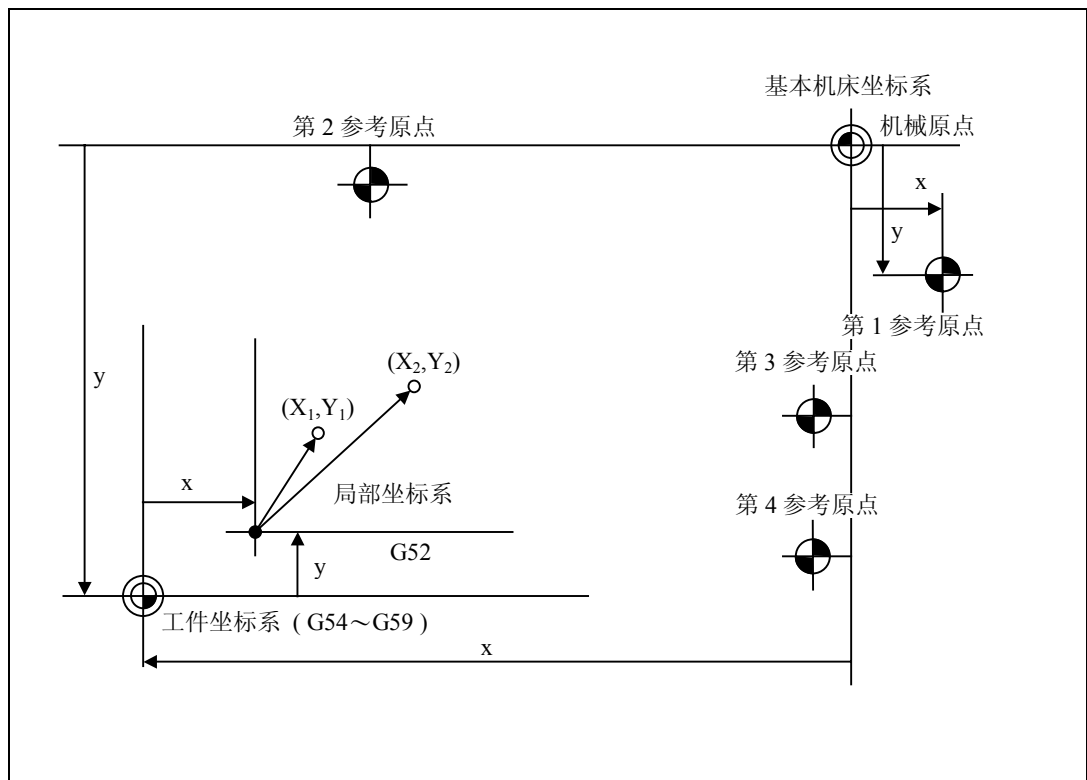 基本机床坐标系
第 2 参考原点
机械原点
x
y
第 1 参考原点
第 3 参考原点
y
(X2,Y2)
(X1,Y1)
x
局部坐标系
第 4 参考原点
G52
y
工件坐标系 ( G54～G59 )
x